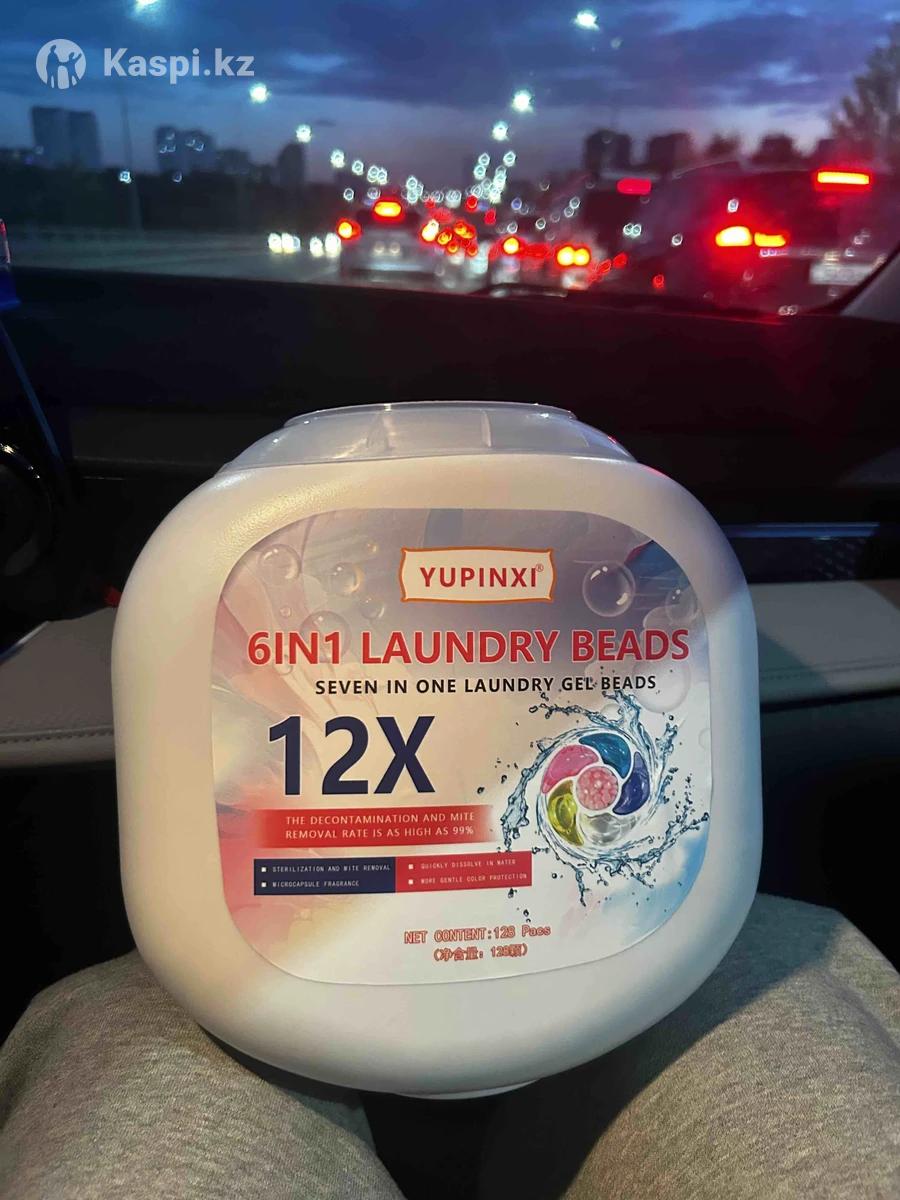 Kaspi.kz
YUPINXI®
6IN1 LAUNDRY BEADS
SEVEN IN ONE LAUNDRY GEL BEADS
12X
THE DECONTAMINATION AND MITE
REMOVAL RATE IS AS HIGH AS 99%
STERILIZATION AND MITE REMOVAL
MICROCAPSULE FRAGRANCE
QUICKLY DISSOLVE IN WATER
MORE GENTLE COLOR PROTECTION
NET CONTENT:128 Pacs
(净含量：128颗)